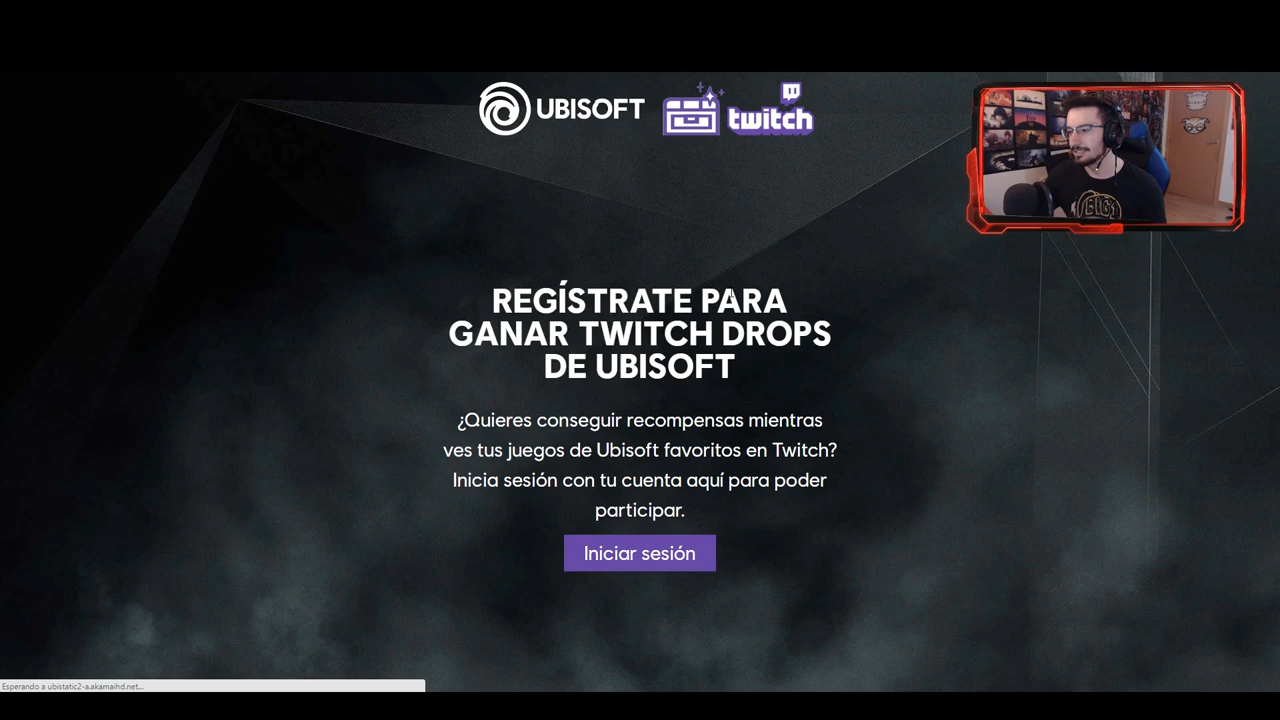 UBISOFT
twitch
REGÍSTRATE PARA
GANAR TWITCH DROPS
DE UBISOFT
¿Quieres conseguir recompensas mientras
ves tus juegos de Ubisoft favoritos en Twitch?
Inicia sesión con tu cuenta aquí para poder
participar.
Iniciar sesión
Esperando a ubistatic2-a.akamaihd.net...